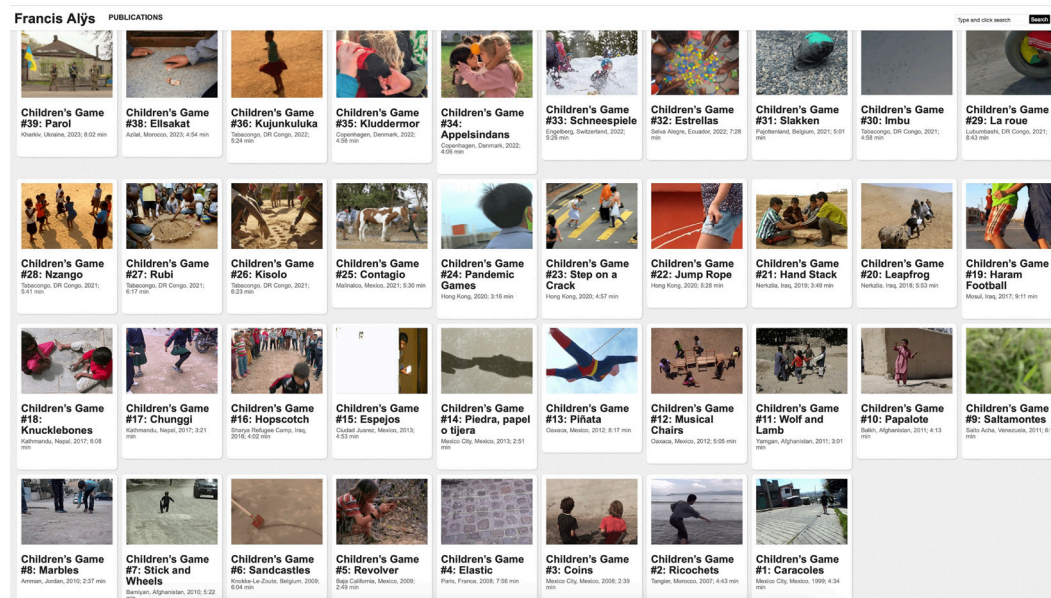 Francis Alÿs
PUBLICATIONS
Type and click search
Search
Children's Game
#39: Parol
Kharkiv, Ukraine, 2023; 8:02 min
Children's Game
#38: Ellsakat
Azilal, Morocco, 2023; 4:54 min
Children's Game
#36: Kujunkuluka
Tabacongo, DR Congo, 2022;
5:24 min
Children's Game
#35: Kluddermor
Copenhagen, Denmark, 2022;
4:06 min
Children's Game
#34:
Appelsindans
Copenhagen, Denmark, 2022;
4:06 min
Children's Game
#33: Schneespiele
Engelberg, Switzerland, 2022;
5:26 min
Children's Game
#32: Estrellas
Selva Alegre, Ecuador, 2022; 7:28
min
Children's Game
#31: Slakken
Pajottenland, Belgium, 2021; 5:01
min
Children's Game
#30: Imbu
Tabacongo, DR Congo, 2021;
4:58 min
Children's Game
#29: La roue
Lubumbashi, DR Congo, 2021;
8:43 min
Children's Game
#28: Nzango
Tabacongo, DR Congo, 2021;
5:41 min
Children's Game
#27: Rubi
Tabacongo, DR Congo, 2021;
6:17 min
Children's Game
#26: Kisolo
Tabacongo, DR Congo, 2021;
6:23 min
Children's Game
#25: Contagio
Malinalco, Mexico, 2021; 5:30 min
Children's Game
#24: Pandemic
Games
Hong Kong, 2020; 3:16 min
Children's Game
#23: Step on a
Crack
Hong Kong, 2020; 4:57 min
Children's Game
#22: Jump Rope
Hong Kong, 2020; 5:28 min
Children's Game
#21: Hand Stack
Nerkzlia, Iraq, 2019; 3:49 min
Children's Game
#20: Leapfrog
Nerkzlia, Iraq, 2018; 5:53 min
Children's Game
#19: Haram
Football
Mosul, Iraq, 2017; 9:11 min
Children's Game
#18:
Knucklebones
Kathmandu, Nepal, 2017; 6:08
min
Children's Game
#17: Chunggi
Kathmandu, Nepal, 2017; 3:21
min
Children's Game
#16: Hopscotch
Sharya Refugee Camp, Iraq,
2016; 4:02 min
Children's Game
#15: Espejos
Ciudad Juarez, Mexico, 2013;
4:53 min
Children's Game
#14: Piedra, papel
o tijera
Mexico City, Mexico, 2013; 2:51
min
Children's Game
#13: Piñata
Oaxaca, Mexico, 2012; 8:17 min
Children's Game
#12: Musical
Chairs
Oaxaca, Mexico, 2012; 5:05 min
Children's Game
#11: Wolf and
Lamb
Yamgan, Afghanistan, 2011; 3:01
min
Children's Game
#10: Papalote
Balkh, Afghanistan, 2011; 4:13
min
Children's Game
#9: Saltamontes
Salto Acha, Venezuela, 2011;
min
Children's Game
#8: Marbles
Amman, Jordan, 2010; 2:37 min
Children's Game
#7: Stick and
Wheels
Bamiyan, Afghanistan, 2010; 5:22
Children's Game
#6: Sandcastles
Knokke-Le-Zoute, Belgium, 2009;
6:04 min
Children's Game
#5: Revolver
Baja California, Mexico, 2009;
2:49 min
Children's Game
#4: Elastic
Paris, France, 2008; 7:56 min
Children's Game
#3: Coins
Mexico City, Mexico, 2008; 2:39
min
Children's Game
#2: Ricochets
Tangier, Morocco, 2007; 4:43 min
Children's Game
#1: Caracoles
Mexico City, Mexico, 1999; 4:34
min